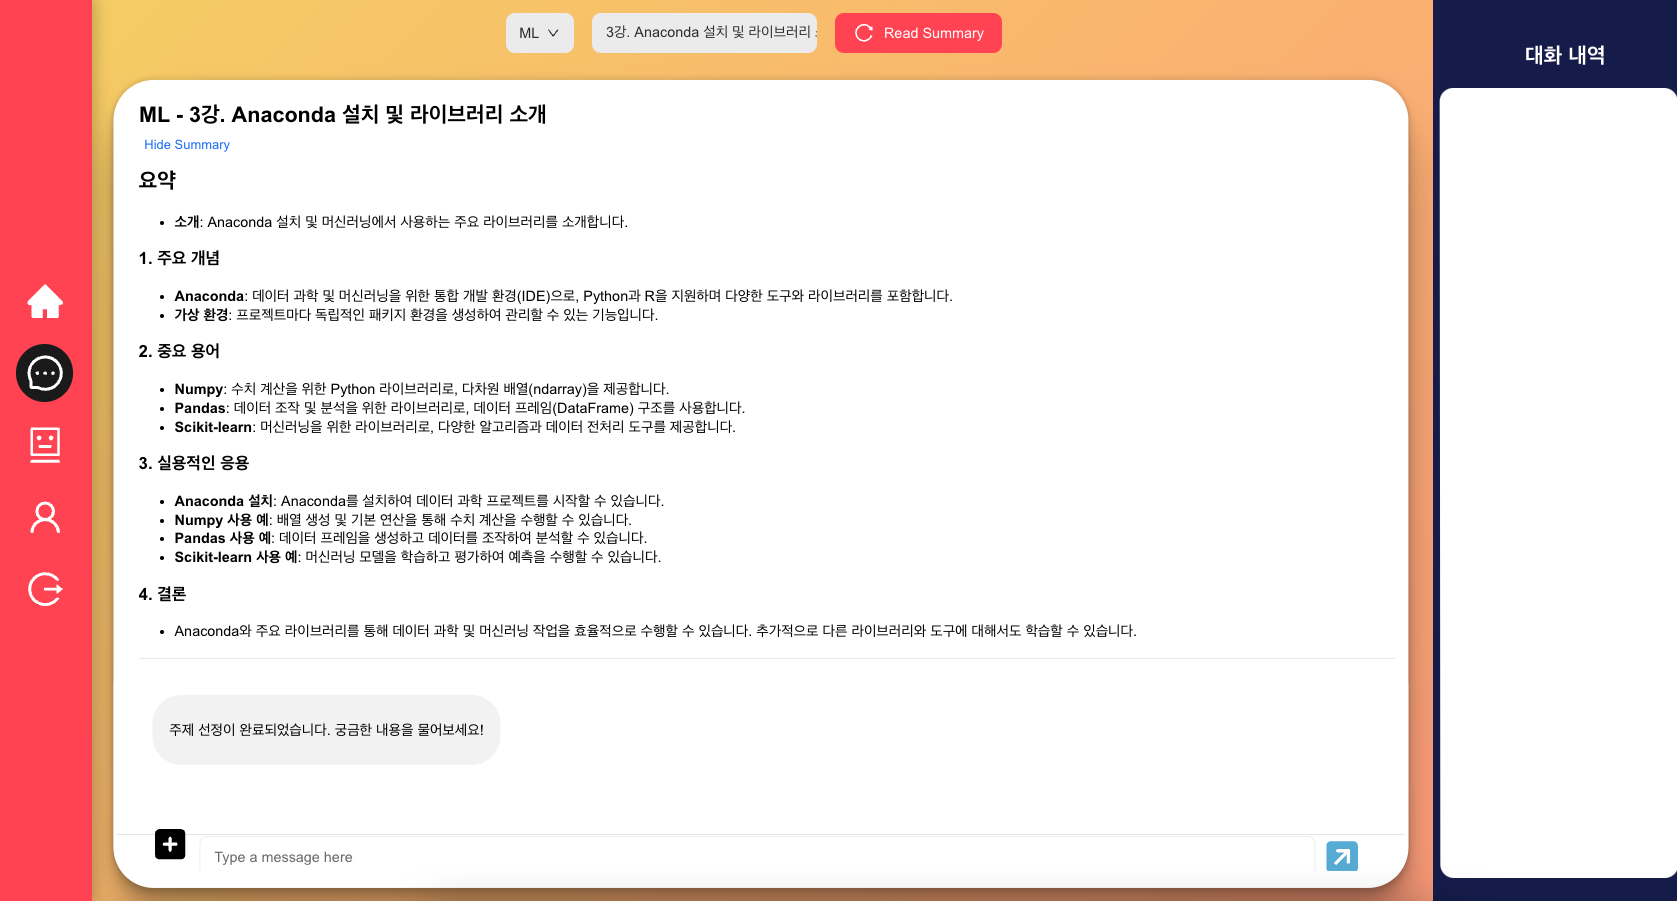 ML
3강. Anaconda 설치 및 라이브러리
Read Summary
대화 내역
ML - 3강. Anaconda 설치 및 라이브러리 소개
Hide Summary
요약
• 소개: Anaconda 설치 및 머신러닝에서 사용하는 주요 라이브러리를 소개합니다.
1. 주요 개념
• Anaconda: 데이터 과학 및 머신러닝을 위한 통합 개발 환경(IDE)으로, Python과 R을 지원하며 다양한 도구와 라이브러리를 포함합니다.
• 가상 환경: 프로젝트마다 독립적인 패키지 환경을 생성하여 관리할 수 있는 기능입니다.
2. 중요 용어
• Numpy: 수치 계산을 위한 Python 라이브러리로, 다차원 배열(ndarray)을 제공합니다.
• Pandas: 데이터 조작 및 분석을 위한 라이브러리로, 데이터 프레임(DataFrame) 구조를 사용합니다.
• Scikit-learn: 머신러닝을 위한 라이브러리로, 다양한 알고리즘과 데이터 전처리 도구를 제공합니다.
3. 실용적인 응용
• Anaconda 설치: Anaconda를 설치하여 데이터 과학 프로젝트를 시작할 수 있습니다.
• Numpy 사용 예: 배열 생성 및 기본 연산을 통해 수치 계산을 수행할 수 있습니다.
• Pandas 사용 예: 데이터 프레임을 생성하고 데이터를 조작하여 분석할 수 있습니다.
• Scikit-learn 사용 예: 머신러닝 모델을 학습하고 평가하여 예측을 수행할 수 있습니다.
4. 결론
• Anaconda와 주요 라이브러리를 통해 데이터 과학 및 머신러닝 작업을 효율적으로 수행할 수 있습니다. 추가적으로 다른 라이브러리와 도구에 대해서도 학습할 수 있습니다.
주제 선정이 완료되었습니다. 궁금한 내용을 물어보세요!
Type a message here